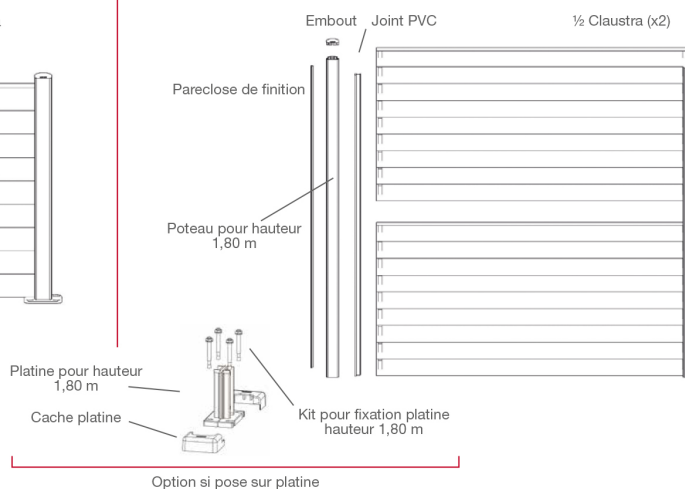 Embout
Joint PVC
½ Claustra (x2)
Pareclose de finition
Poteau pour hauteur
1,80 m
Platine pour hauteur
1,80 m
Cache platine
Kit pour fixation platine
hauteur 1,80 m
Option si pose sur platine